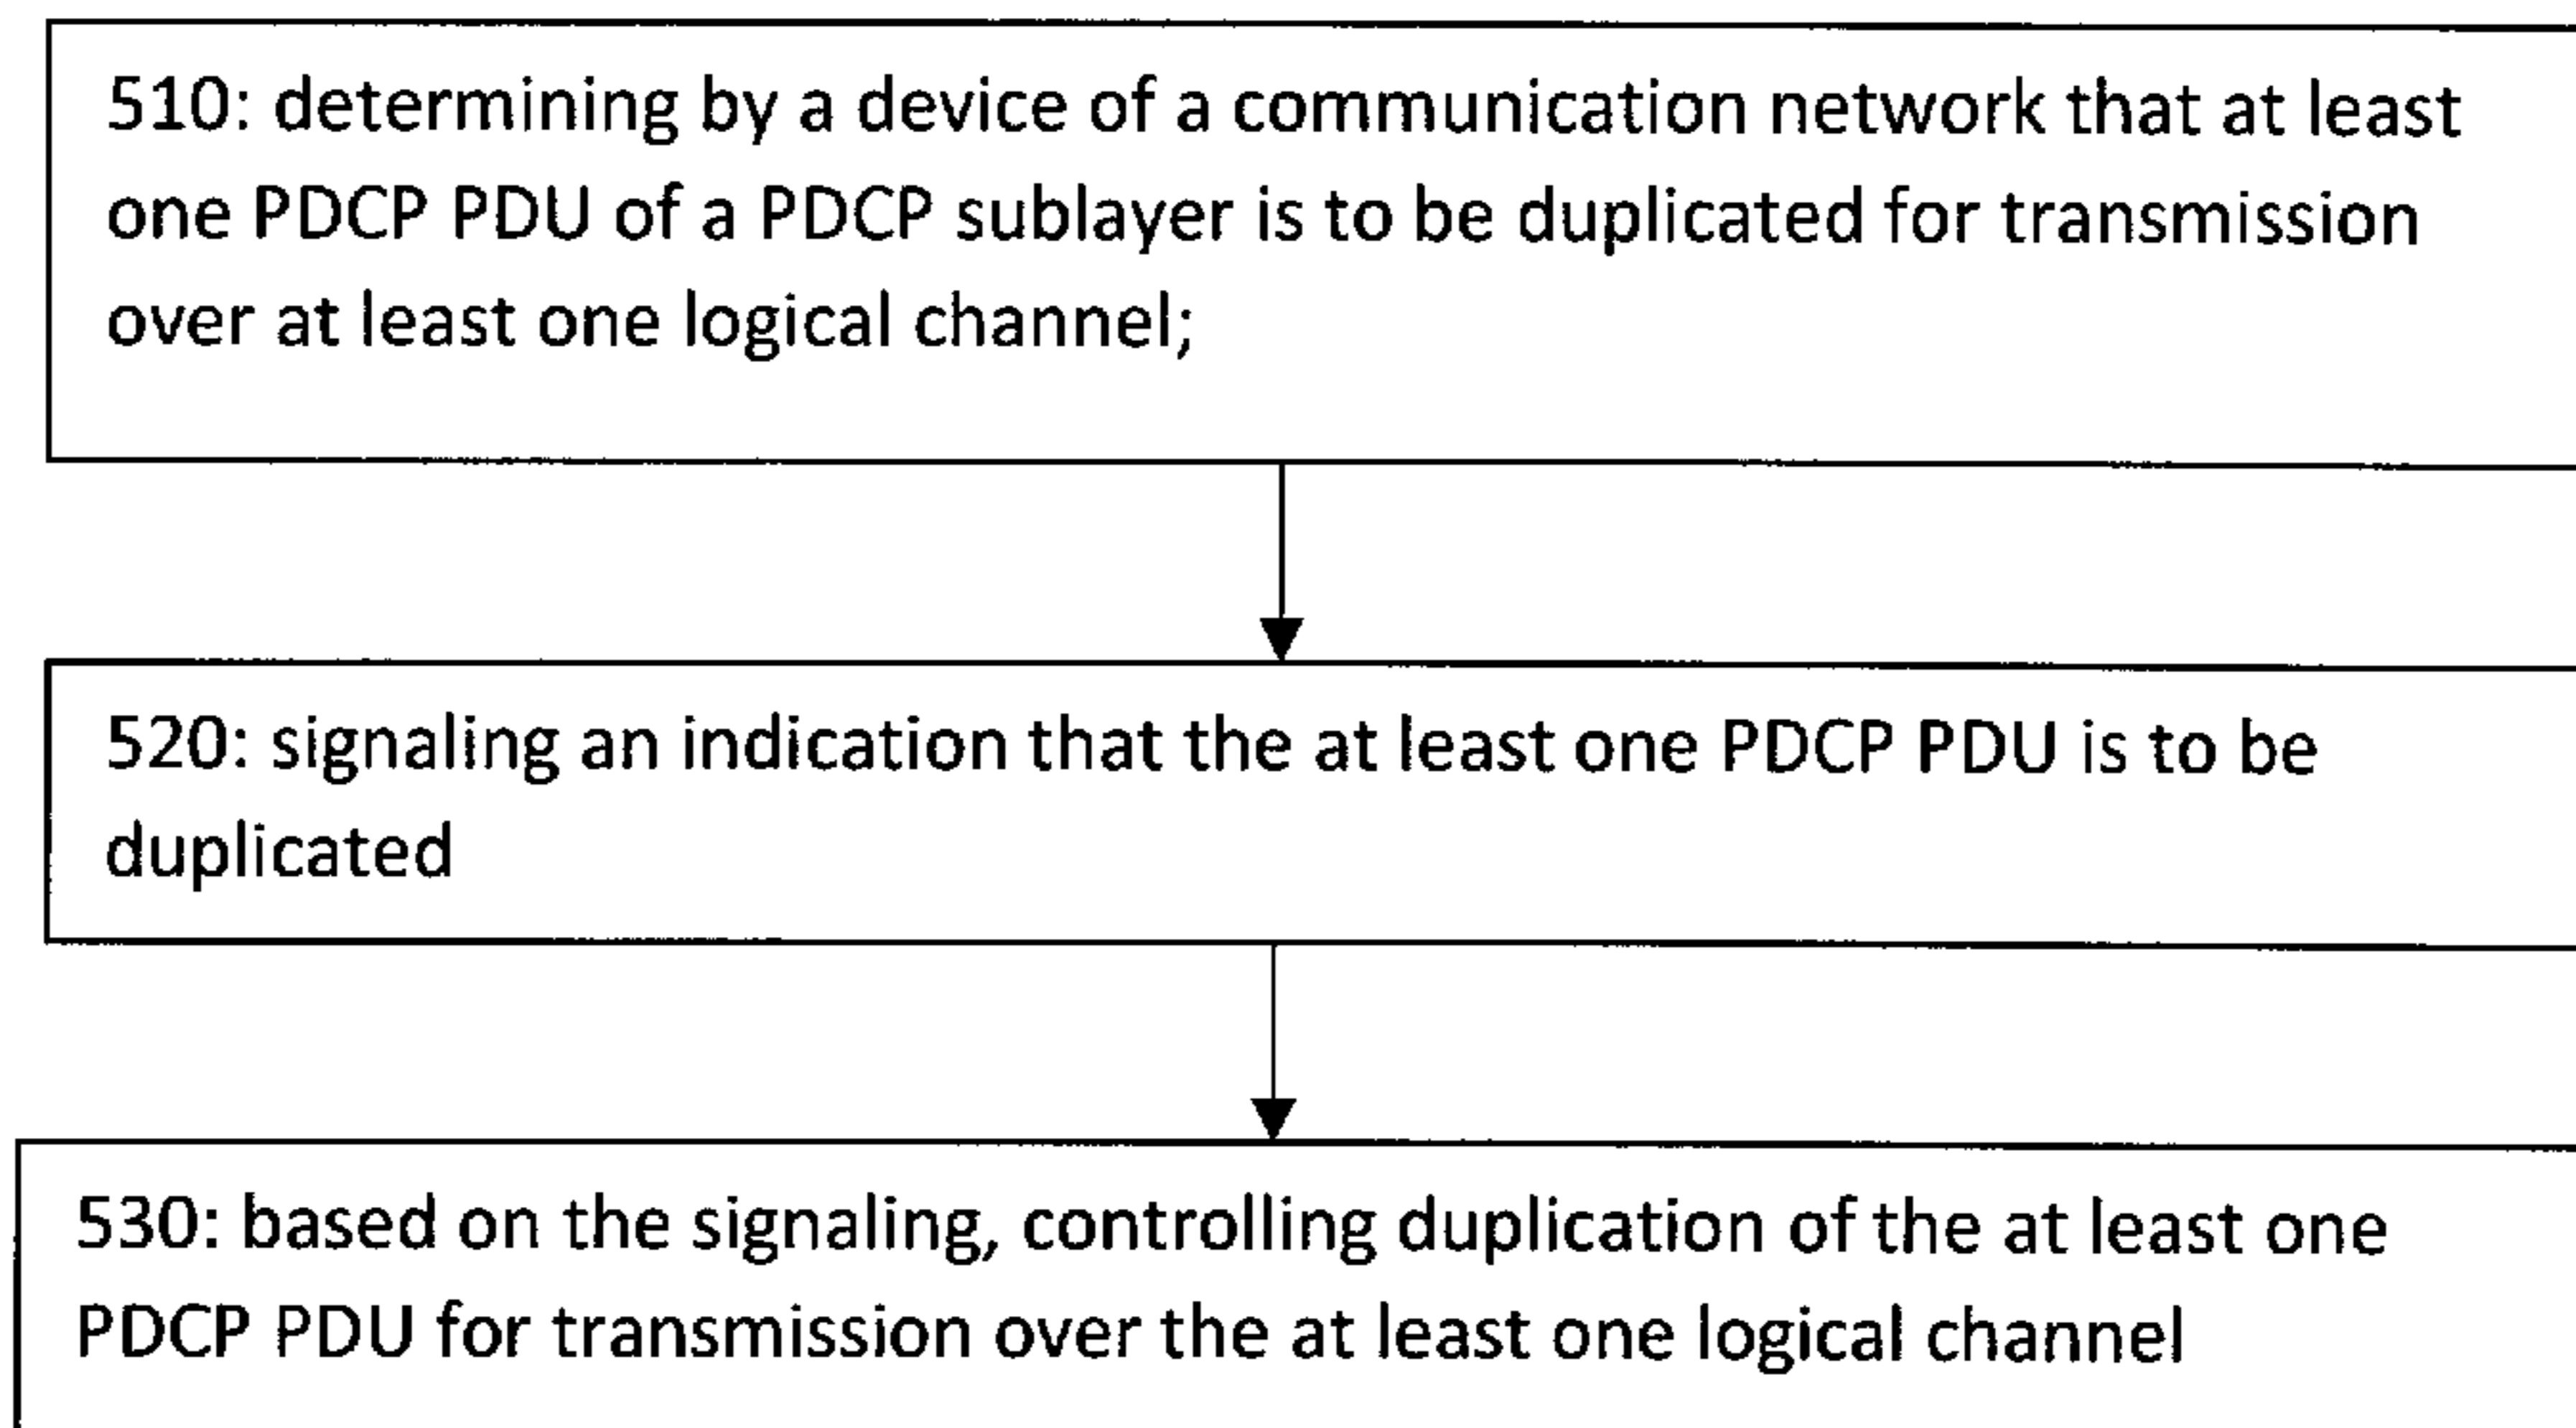 510: determining by a device of a communication network that at least
one PDCP PDU of a PDCP sublayer is to be duplicated for transmission
over at least one logical channel;
520: signaling an indication that the at least one PDCP PDU is to be
duplicated
530: based on the signaling, controlling duplication of the at least one
PDCP PDU for transmission over the at least one logical channel